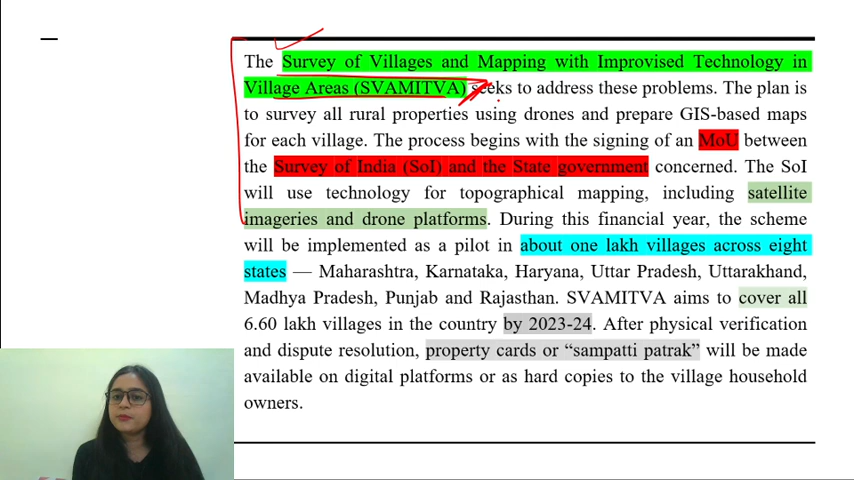 The Survey of Villages and Mapping with Improvised Technology in
Village Areas (SVAMITVA) seeks to address these problems. The plan is
to survey all rural properties using drones and prepare GIS-based maps
for each village. The process begins with the signing of an MoU between
the Survey of India (SoI) and the State government concerned. The SoI
will use technology for topographical mapping, including satellite
imageries and drone platforms. During this financial year, the scheme
will be implemented as a pilot in about one lakh villages across eight
states — Maharashtra, Karnataka, Haryana, Uttar Pradesh, Uttarakhand,
Madhya Pradesh, Punjab and Rajasthan. SVAMITVA aims to cover all
6.60 lakh villages in the country by 2023-24. After physical verification
and dispute resolution, property cards or “sampatti patrak” will be made
available on digital platforms or as hard copies to the village household
owners.